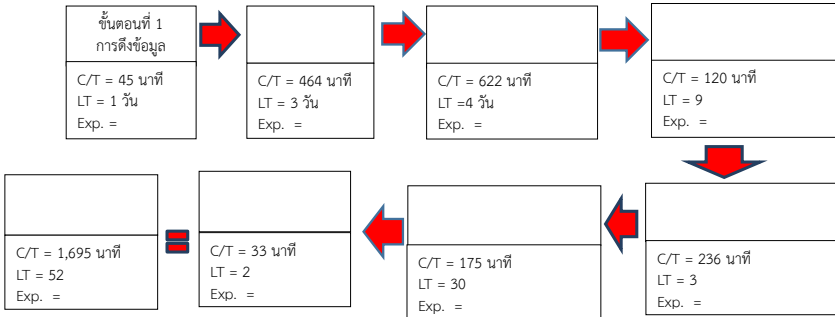 ขั้นตอนที่ 1
การดึงข้อมูล
C/T = 45 นาที
LT = 1 วัน
Exp. =
C/T = 464 นาที
LT = 3 วัน
Exp. =
C/T = 622 นาที
LT =4 วัน
Exp. =
C/T = 120 นาที
LT = 9
Exp. =
C/T = 1,695 นาที
LT = 52
Exp. =
C/T = 33 นาที
LT = 2
Exp. =
C/T = 175 นาที
LT = 30
Exp. =
C/T = 236 นาที
LT = 3
Exp. =